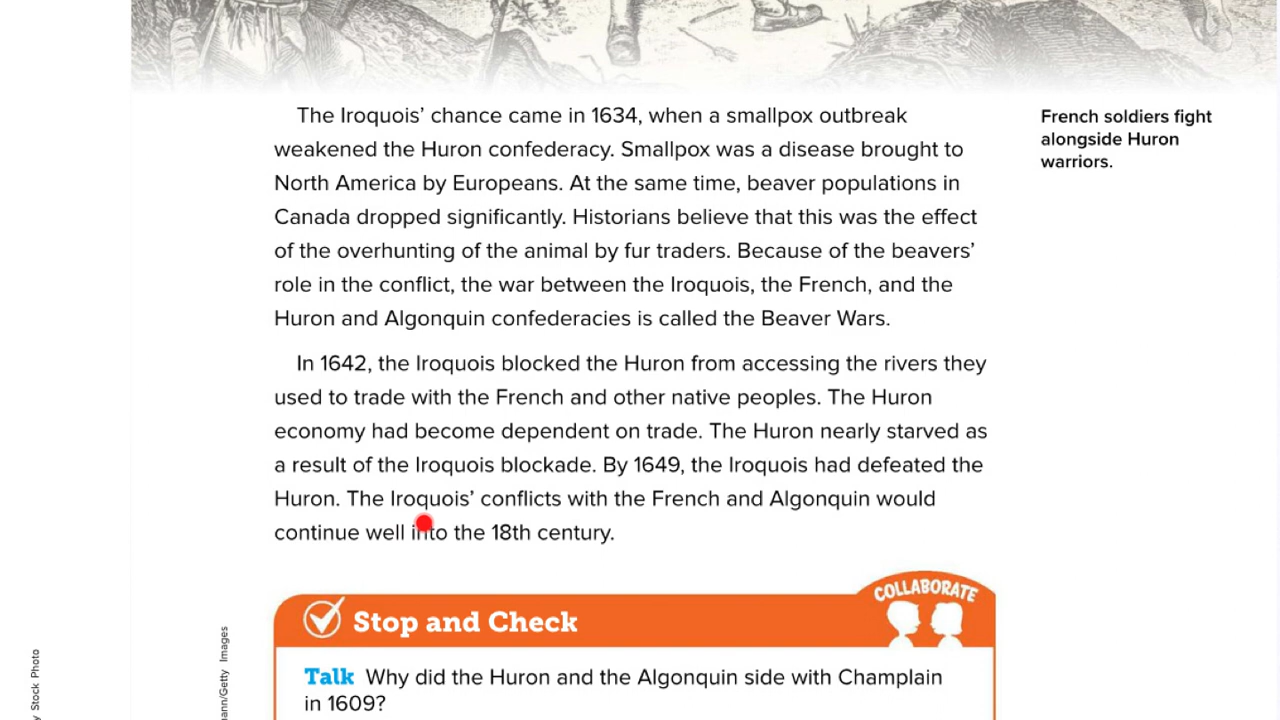 The Iroquois’ chance came in 1634, when a smallpox outbreak
weakened the Huron confederacy. Smallpox was a disease brought to
North America by Europeans. At the same time, beaver populations in
Canada dropped significantly. Historians believe that this was the effect
of the overhunting of the animal by fur traders. Because of the beavers’
role in the conflict, the war between the Iroquois, the French, and the
Huron and Algonquin confederacies is called the Beaver Wars.
In 1642, the Iroquois blocked the Huron from accessing the rivers they
used to trade with the French and other native peoples. The Huron
economy had become dependent on trade. The Huron nearly starved as
a result of the Iroquois blockade. By 1649, the Iroquois had defeated the
Huron. The Iroquois’ conflicts with the French and Algonquin would
continue well into the 18th century.
French soldiers fight
alongside Huron
warriors.
COLLABORATE
Stop and Check
Talk Why did the Huron and the Algonquin side with Champlain
in 1609?
Stock Photo
Getty Images